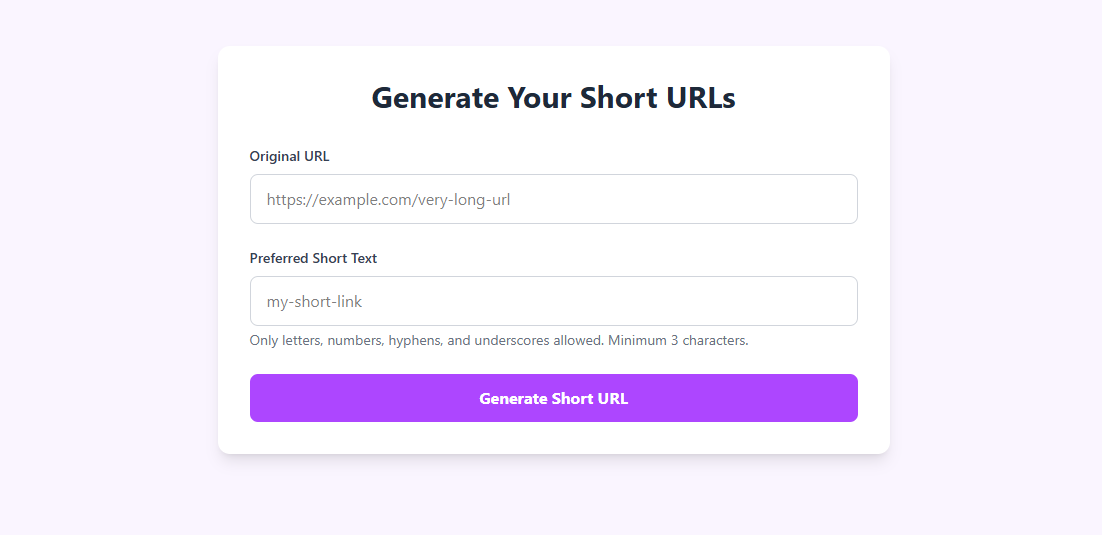 Generate Your Short URLs
Original URL
https://example.com/very-long-url
Preferred Short Text
my-short-link
Only letters, numbers, hyphens, and underscores allowed. Minimum 3 characters.
Generate Short URL